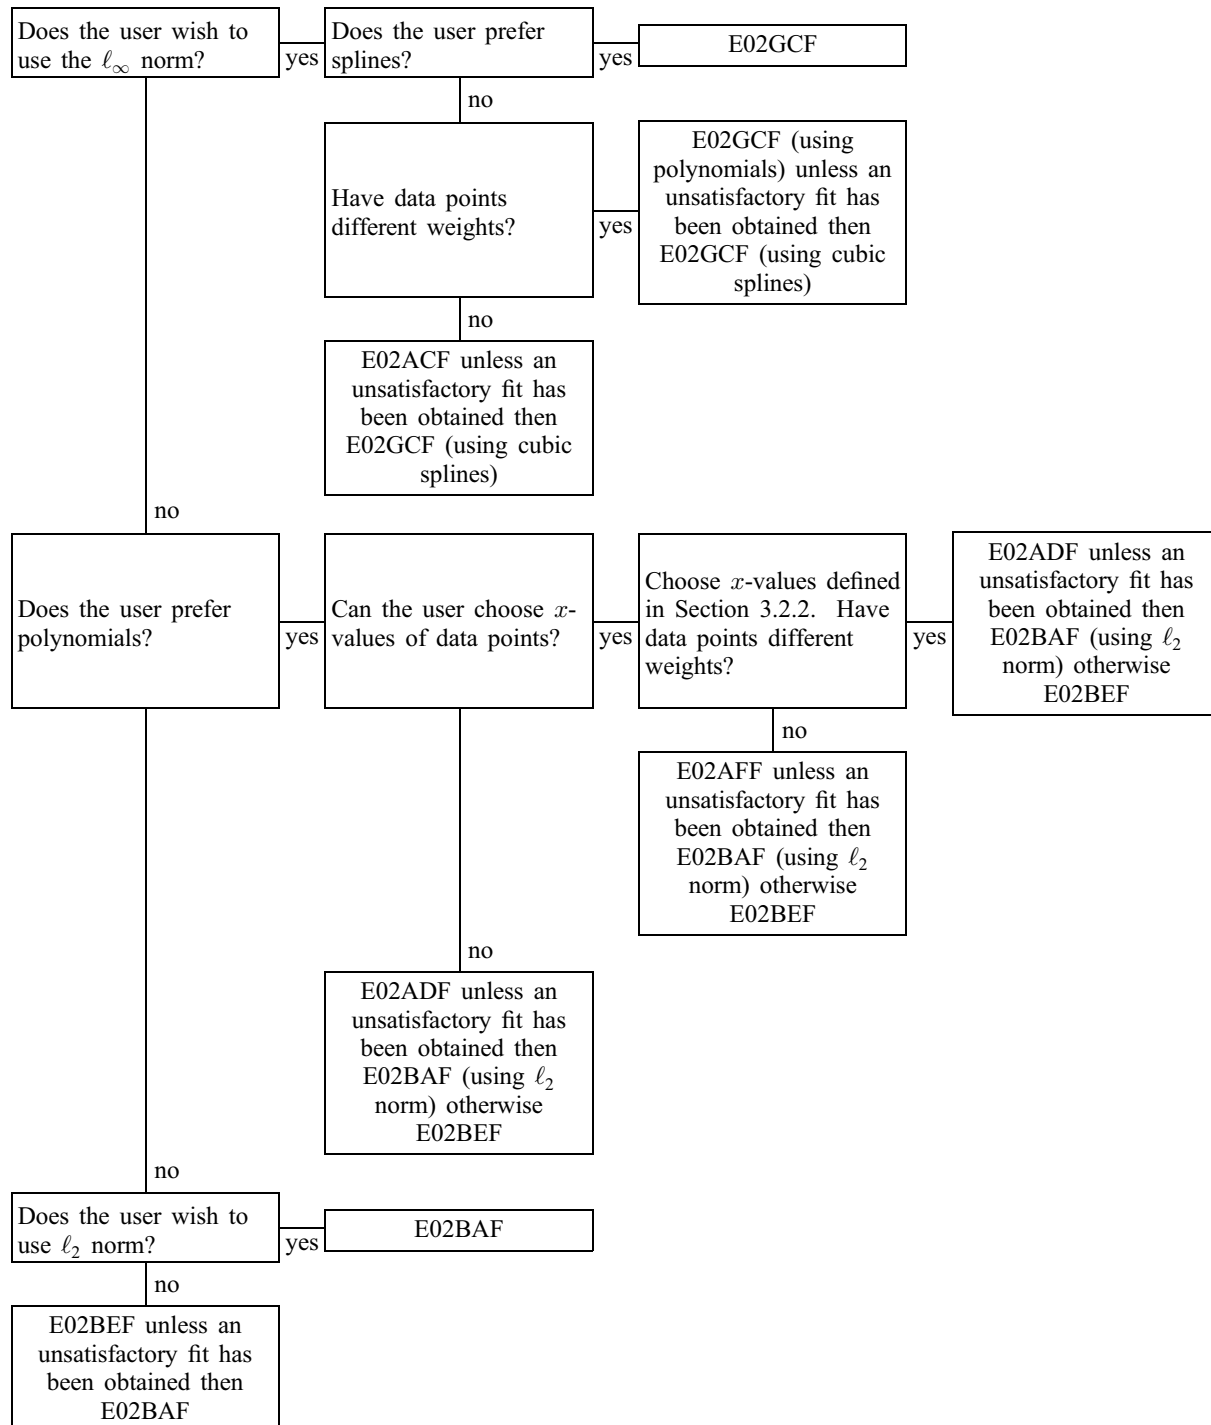 Does the user wish to
use the ℓ∞ norm?
yes
Does the user prefer
splines?
yes
E02GCF
no
Have data points
different weights?
yes
E02GCF (using
polynomials) unless an
unsatisfactory fit has
been obtained then
E02GCF (using cubic
splines)
no
E02ACF unless an
unsatisfactory fit has
been obtained then
E02GCF (using cubic
splines)
no
Does the user prefer
polynomials?
yes
Can the user choose x-
values of data points?
yes
Choose x-values defined
in Section 3.2.2. Have
data points different
weights?
yes
E02ADF unless an
unsatisfactory fit has
been obtained then
E02BAF (using ℓ2
norm) otherwise
E02BEF
no
E02AFF unless an
unsatisfactory fit has
been obtained then
E02BAF (using ℓ2
norm) otherwise
E02BEF
no
E02ADF unless an
unsatisfactory fit has
been obtained then
E02BAF (using ℓ2
norm) otherwise
E02BEF
no
Does the user wish to
use ℓ2 norm?
yes
E02BAF
no
E02BEF unless an
unsatisfactory fit has
been obtained then
E02BAF